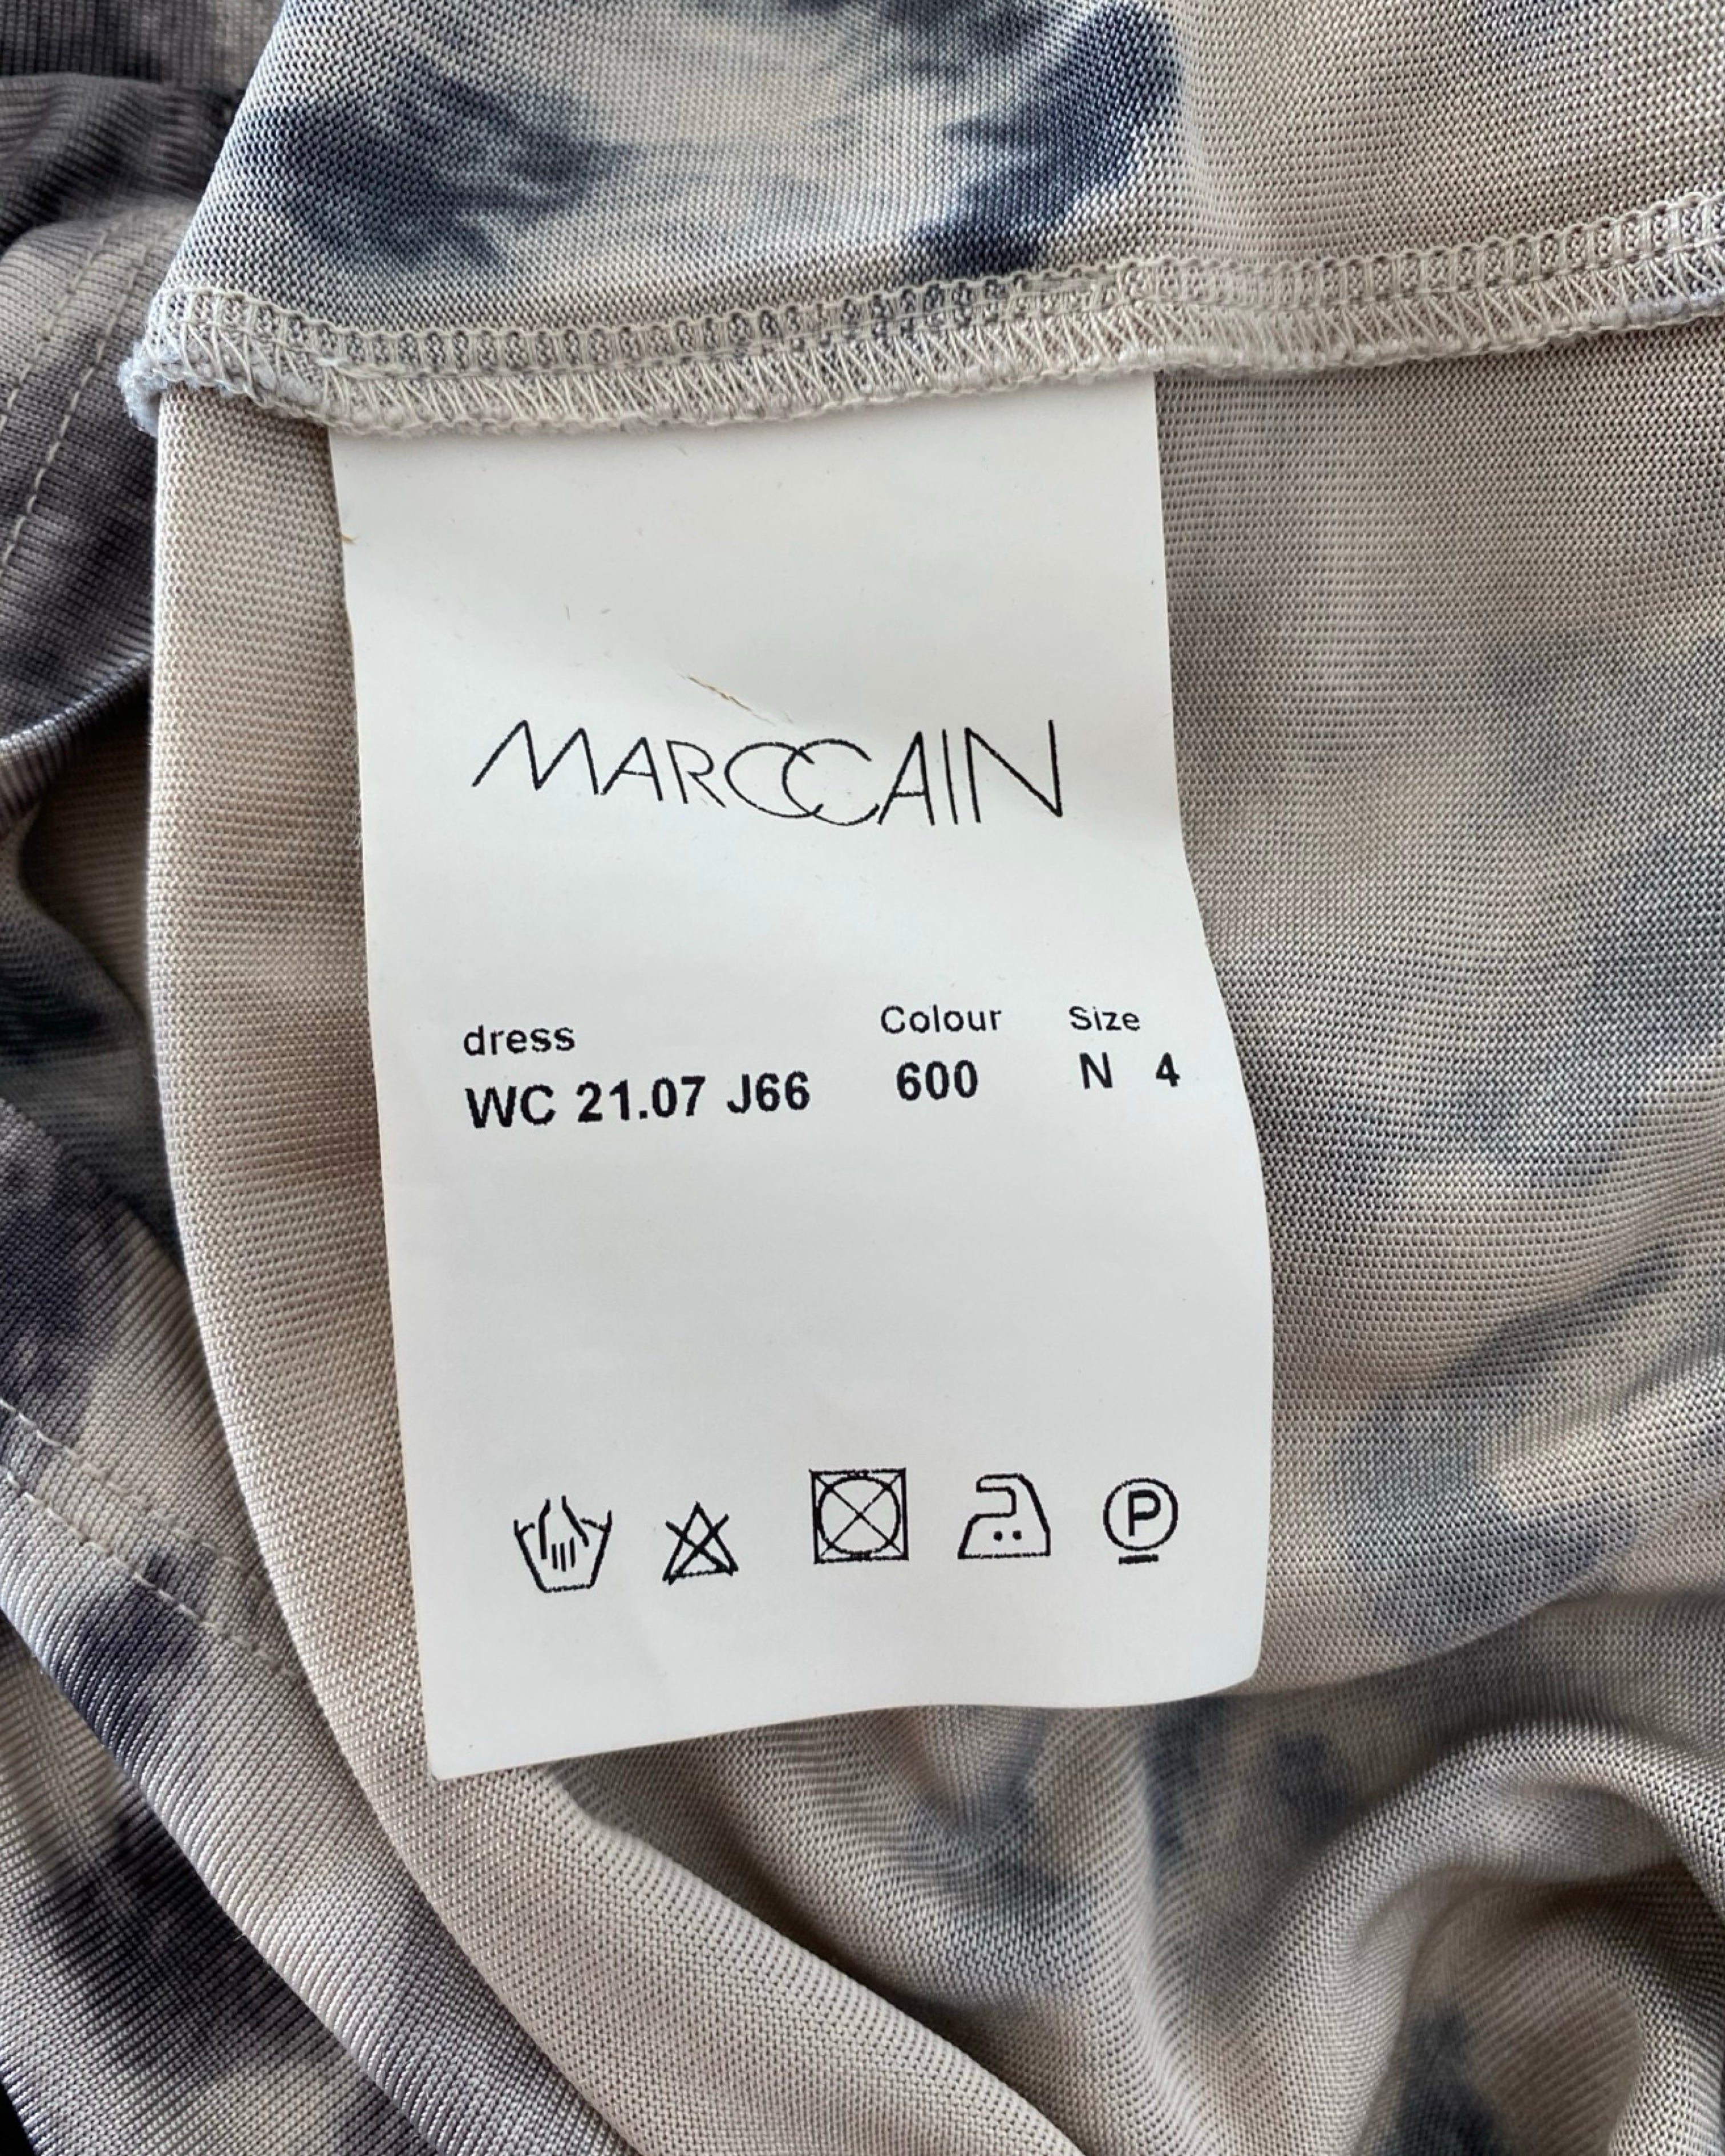 MARCCAIN
dress Colour Size
WC 21.07 J66 600 N 4
P